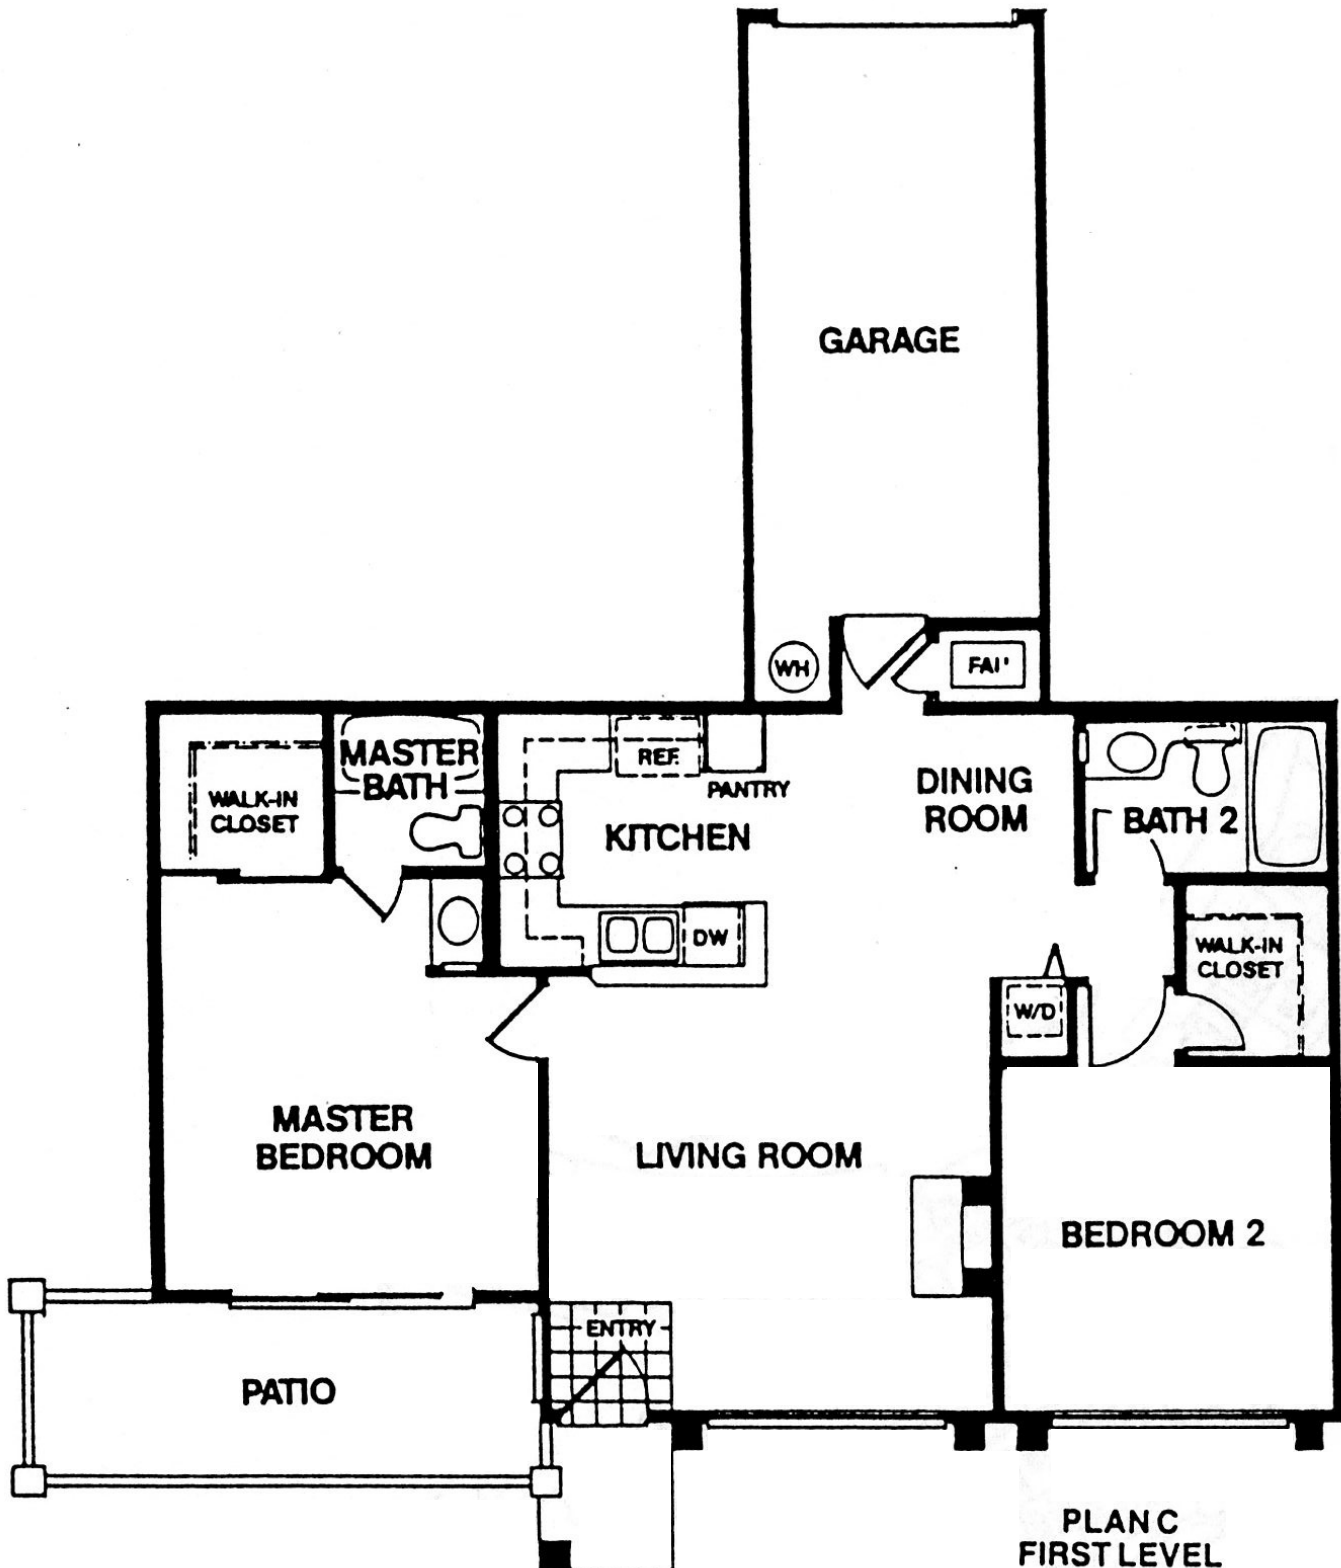 GARAGE
WH
MASTER
BATH
WALK-IN
CLOSET
REF.
PANTRY
KITCHEN
DINING
ROOM
BATH 2
DW
WALK-IN
CLOSET
W/D
MASTER
BEDROOM
LIVING ROOM
BEDROOM 2
ENTRY
PATIO
PLAN C
FIRST LEVEL